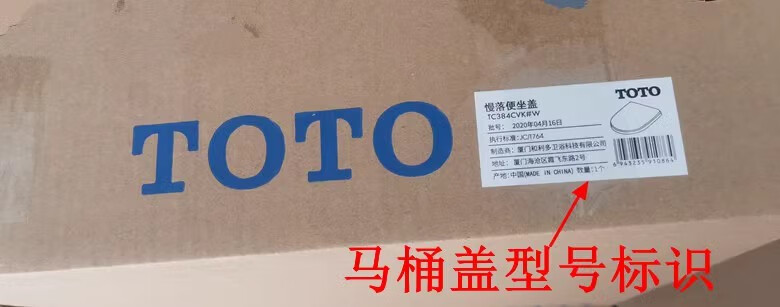 TOTO
慢落便坐盖
TC384CVK#W
批号: 2020年04月16日
执行标准:JC/T764
制造商: 厦门和利多卫浴科技有限公司
地址: 厦门海沧区霞飞东路2号
产地:中国(MADE IN CHINA) 数量:1个
TOTO
6943235910864
马桶盖型号标识